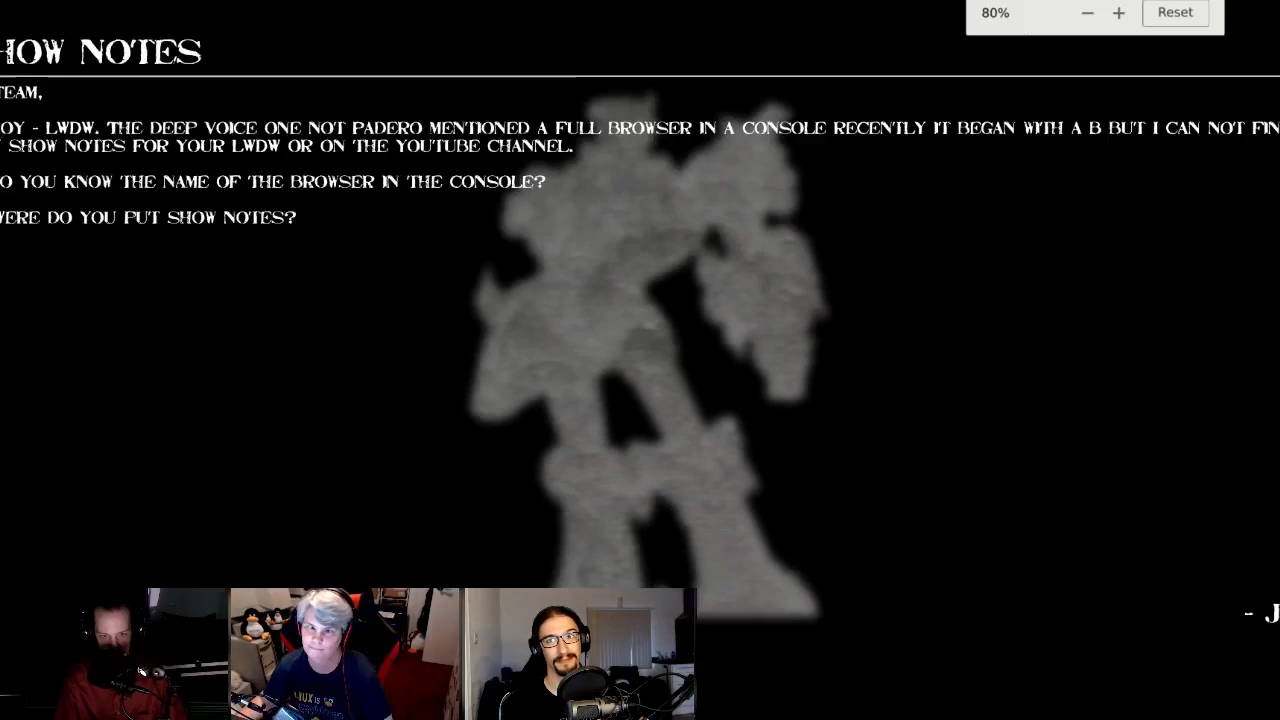 80% − + Reset
HOW NOTES
TEAM,
OY - LWDW. THE DEEP VOICE ONE NOT PADERO MENTIONED A FULL BROWSER IN A CONSOLE RECENTLY IT BEGAN WITH A B BUT I CAN NOT FIN
SHOW NOTES FOR YOUR LWDW OR ON THE YOUTUBE CHANNEL.
O YOU KNOW THE NAME OF THE BROWSER IN THE CONSOLE?
WERE DO YOU PUT SHOW NOTES?
- J